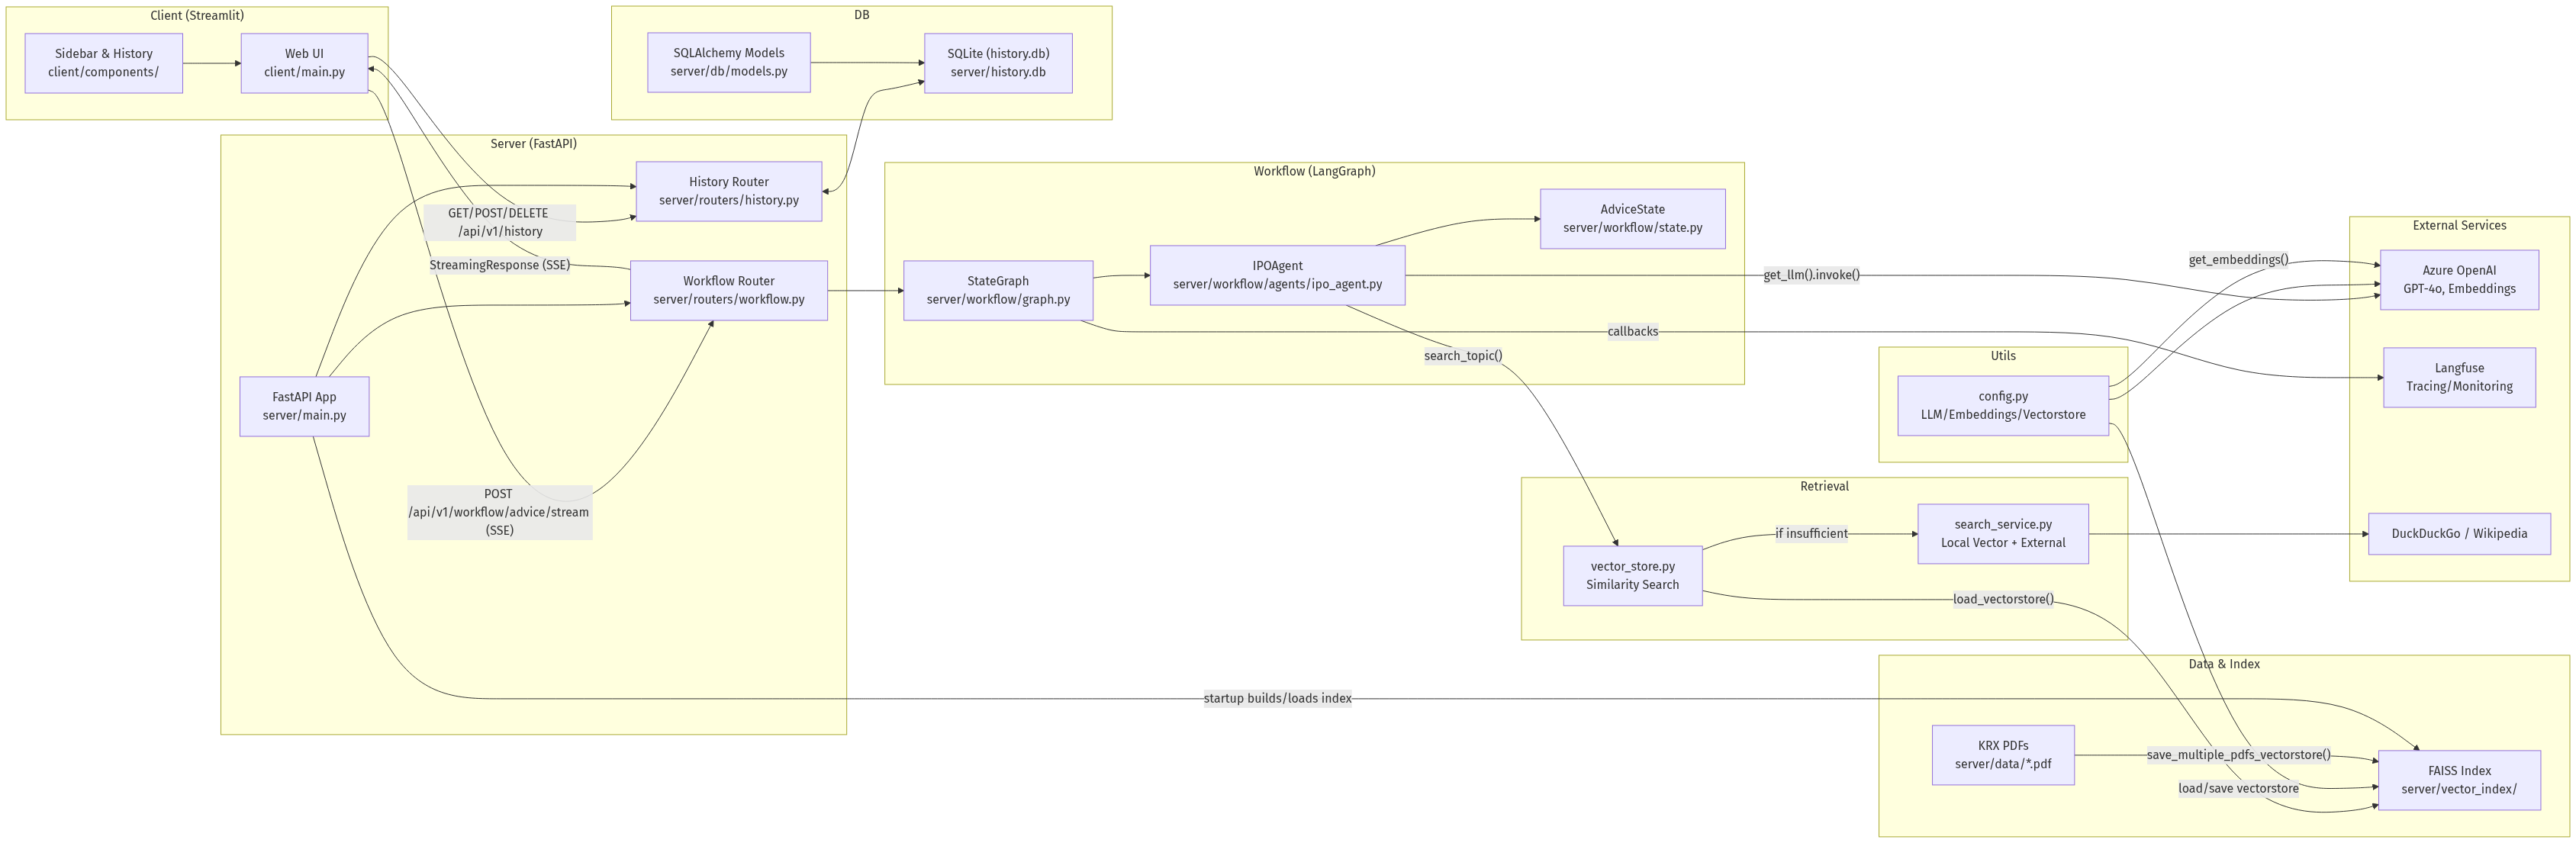 Client (Streamlit)
Sidebar & History
client/components/
Web UI
client/main.py
DB
SQLAlchemy Models
server/db/models.py
SQLite (history.db)
server/history.db
Server (FastAPI)
History Router
server/routers/history.py
GET/POST/DELETE
/api/v1/history
StreamingResponse (SSE)
Workflow Router
server/routers/workflow.py
FastAPI App
server/main.py
POST
/api/v1/workflow/advice/stream
(SSE)
Workflow (LangGraph)
AdviceState
server/workflow/state.py
StateGraph
server/workflow/graph.py
IPOAgent
server/workflow/agents/ipo_agent.py
get_llm().invoke()
callbacks
search_topic()
External Services
get_embeddings()
Azure OpenAI
GPT-4o, Embeddings
Langfuse
Tracing/Monitoring
DuckDuckGo / Wikipedia
Utils
config.py
LLM/Embeddings/Vectorstore
Retrieval
vector_store.py
Similarity Search
if insufficient
search_service.py
Local Vector + External
load_vectorstore()
startup builds/loads index
Data & Index
KRX PDFs
server/data/*.pdf
save_multiple_pdfs_vectorstore()
load/save vectorstore
FAISS Index
server/vector_index/